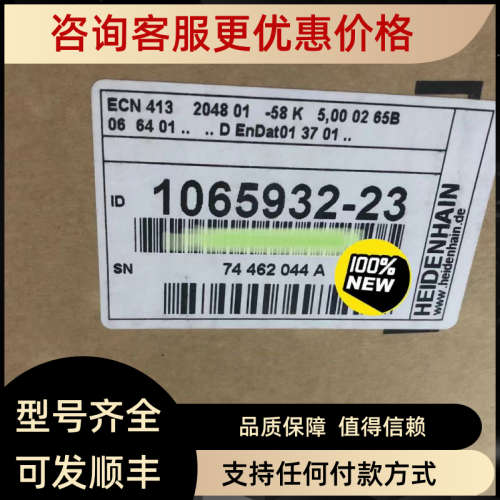 咨询客服更优惠价格
ECN 413 2048 01 -58 K 5,00 02 65B
06 64 01 .. .. D EnDat01 37 01 ..
ID 1065932-23
SN 74 462 044 A
100%
NEW
HEIDENHAIN
www.heidenhain.de
型号齐全
可发顺丰
品质保障 值得信赖
支持任何付款方式